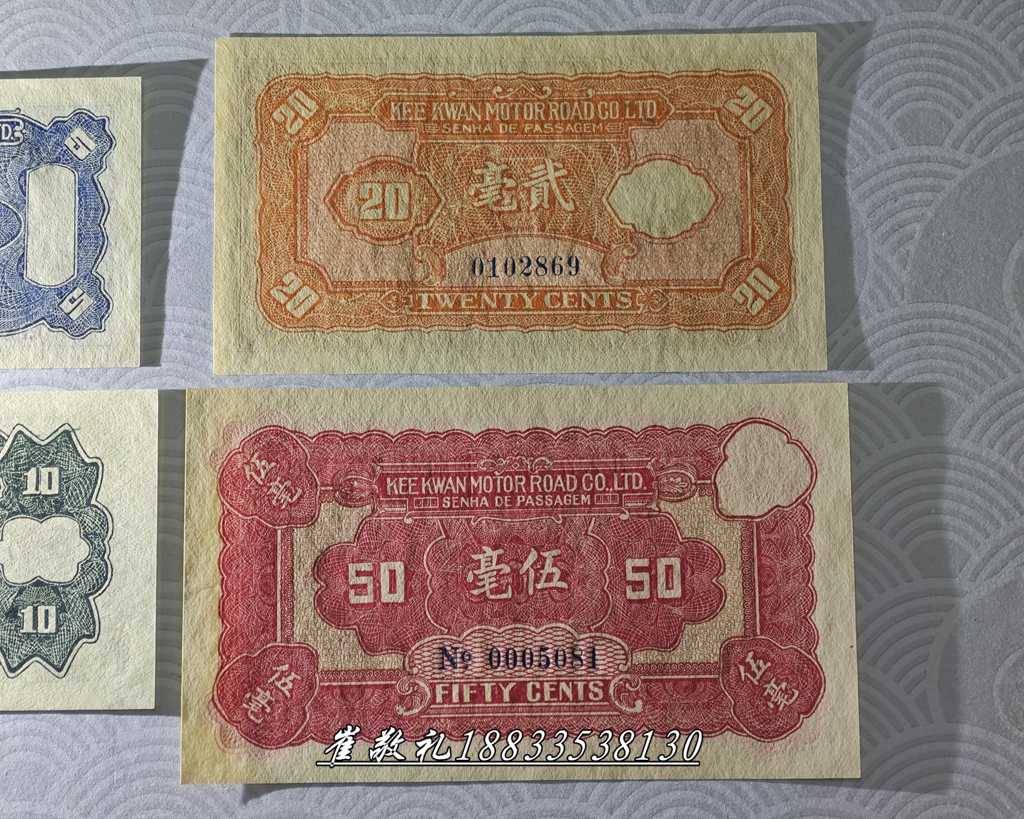 20
20
KEE KWAN MOTOR ROAD CO. LTD.
SENHA DE PASSAGEM
20
毫貳
0102869
20
20
TWENTY CENTS
TD.
5
5
10
10
伍毫
KEE KWAN MOTOR ROAD CO., LTD.
SENHA DE PASSAGEM
50
毫伍
50
Nº 0005081
伍毫
伍毫
FIFTY CENTS
崔敬礼18833538130